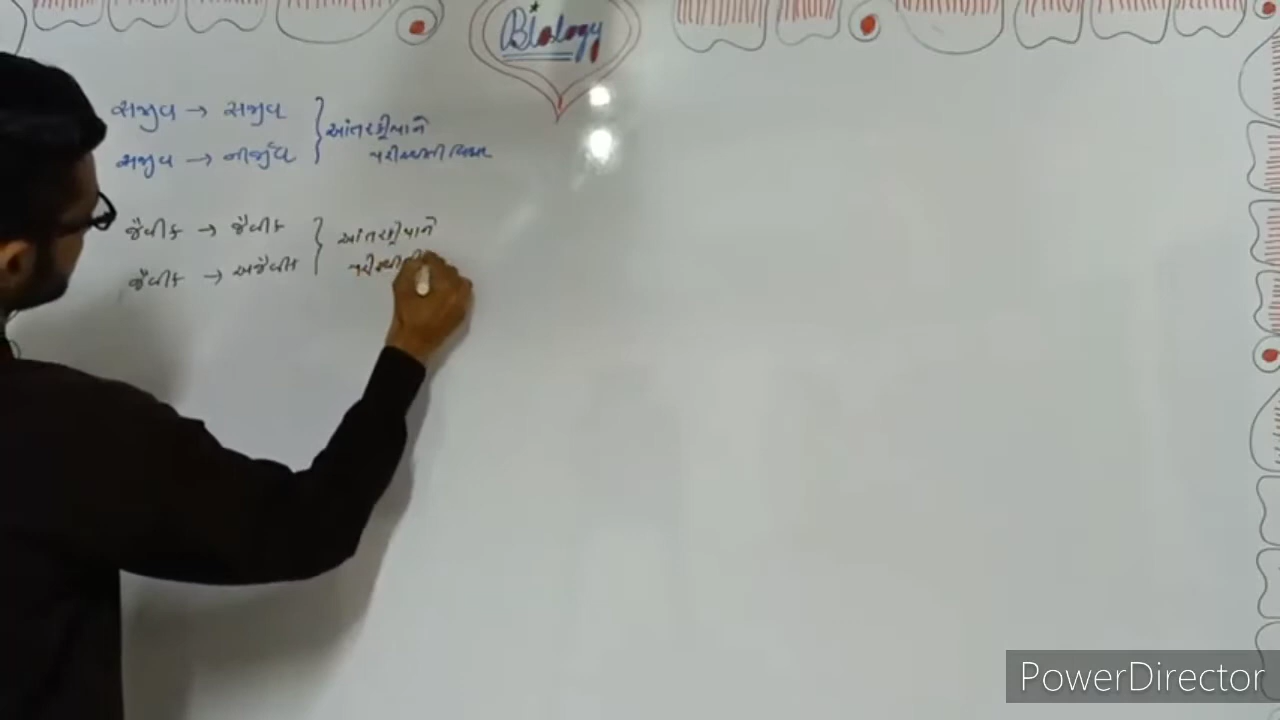 Biology
સજીવ → સજીવ } આંતરક્રિયાને
સજીવ → નીર્જીવ
જૈવીક → જૈવીક } આંતરક્રિયાને
જૈવીક → અજૈવીક
PowerDirector